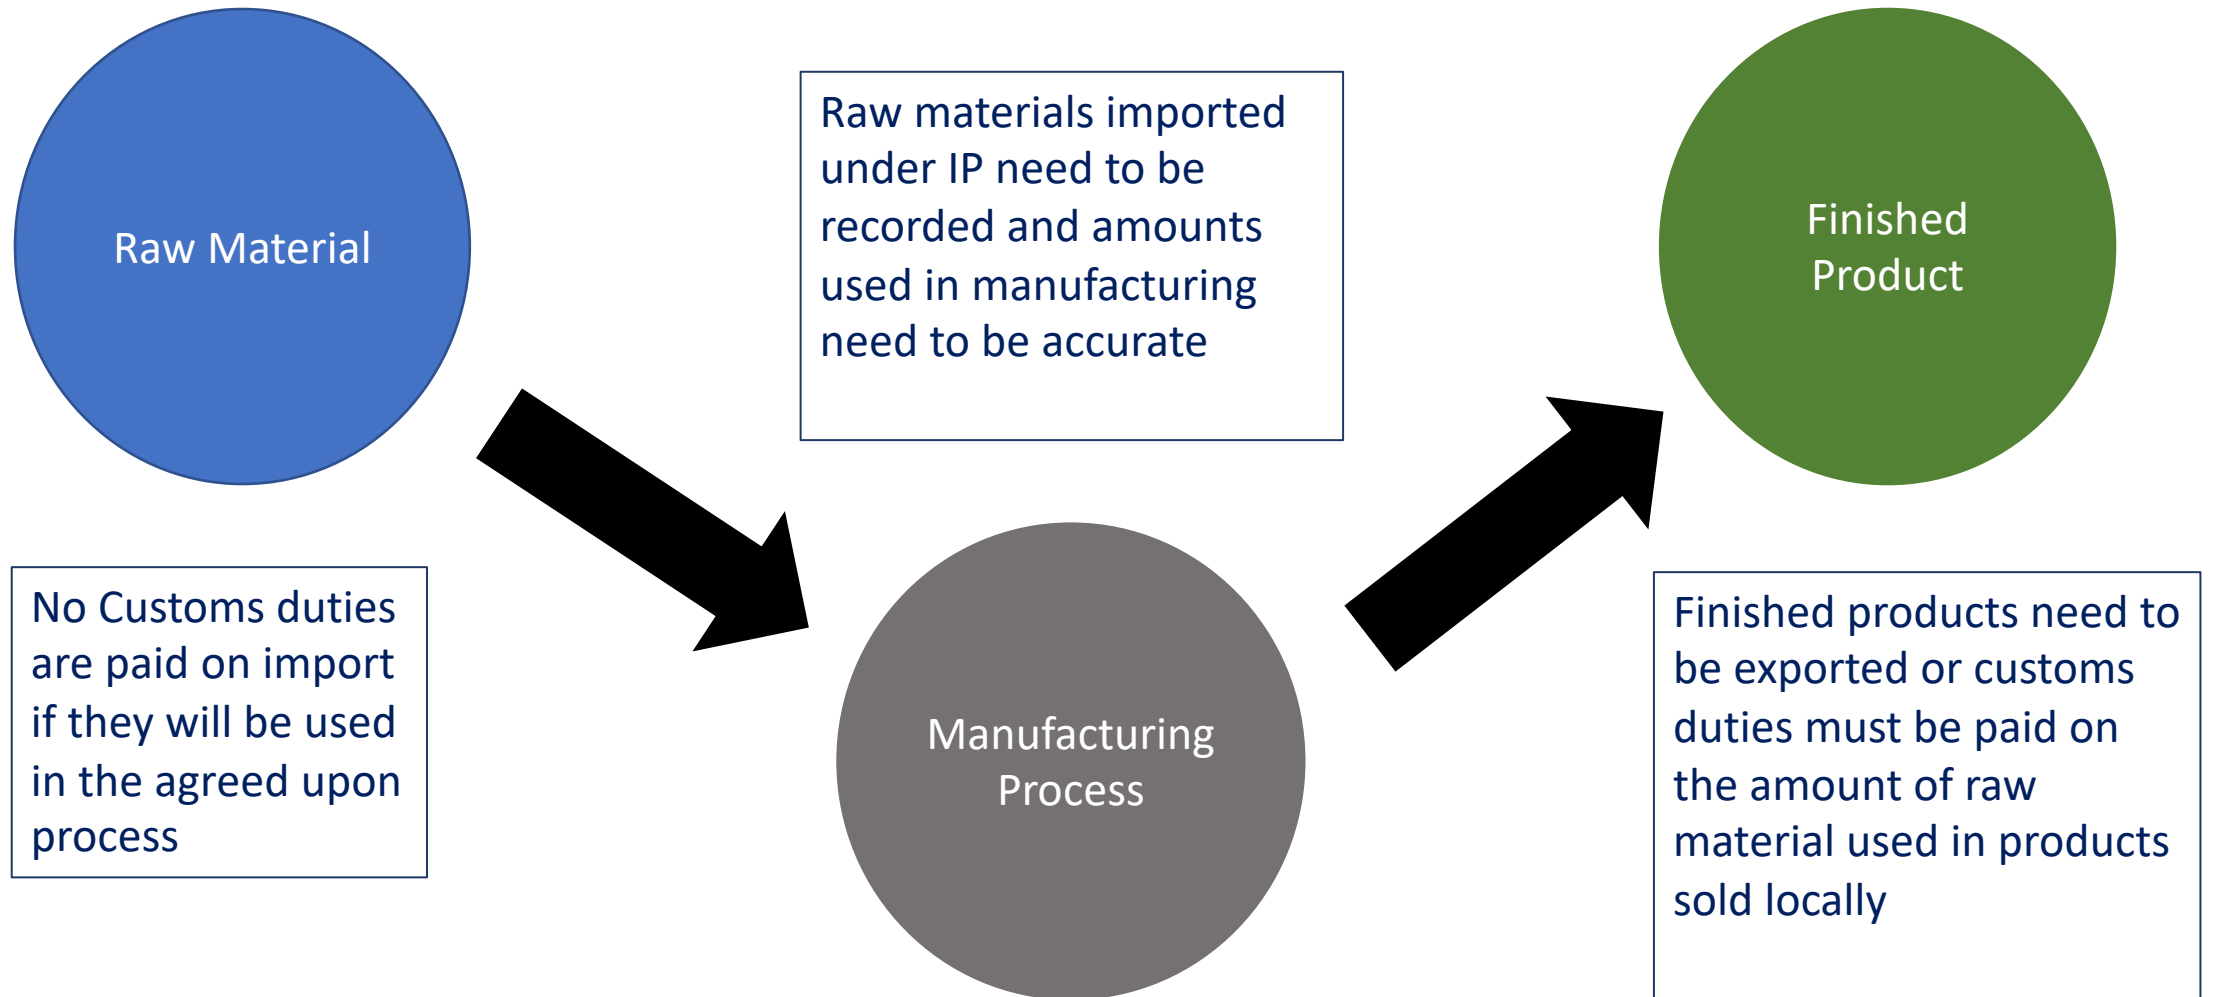 Raw Material
No Customs duties
are paid on import
if they will be used
in the agreed upon
process
Raw materials imported
under IP need to be
recorded and amounts
used in manufacturing
need to be accurate
Manufacturing
Process
Finished
Product
Finished products need to
be exported or customs
duties must be paid on
the amount of raw
material used in products
sold locally